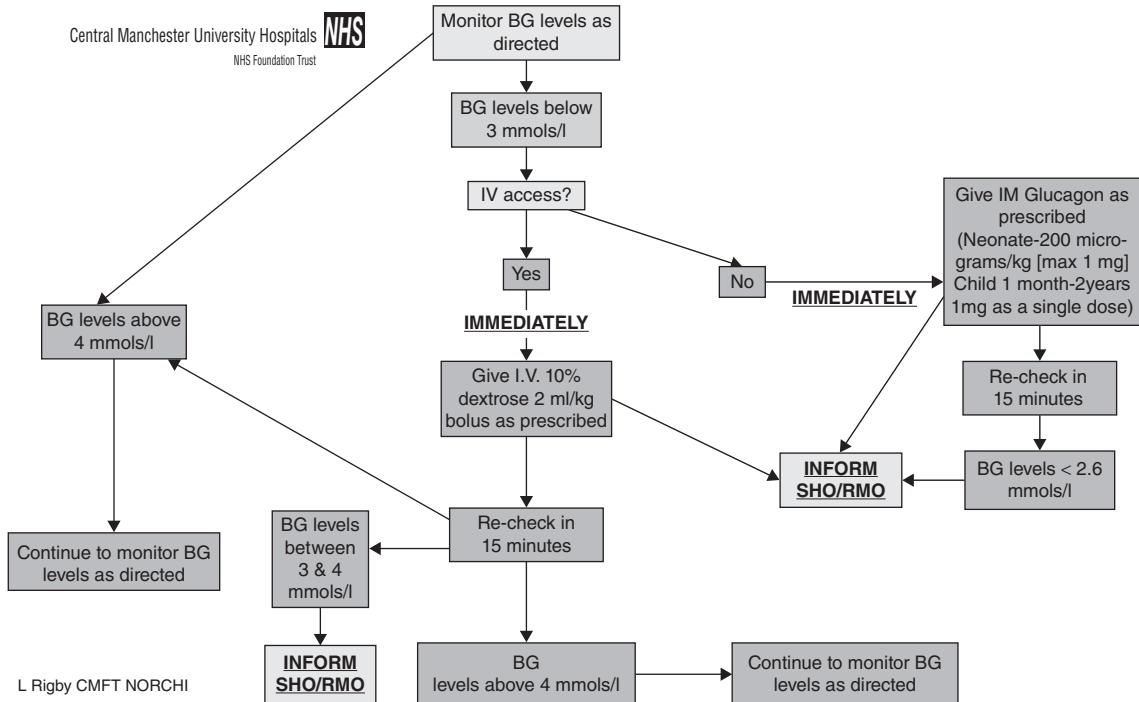 Central Manchester University Hospitals NHS
NHS Foundation Trust
Monitor BG levels as
directed
BG levels below
3 mmols/l
IV access?
Yes
No
IMMEDIATELY
Give IM Glucagon as
prescribed
(Neonate-200 micro-
grams/kg [max 1 mg]
Child 1 month-2years
1mg as a single dose)
BG levels above
4 mmols/l
IMMEDIATELY
Give I.V. 10%
dextrose 2 ml/kg
bolus as prescribed
Re-check in
15 minutes
INFORM
SHO/RMO
BG levels < 2.6
mmols/l
Continue to monitor BG
levels as directed
BG levels
between
3 & 4
mmols/l
Re-check in
15 minutes
INFORM
SHO/RMO
BG
levels above 4 mmols/l
Continue to monitor BG
levels as directed
L Rigby CMFT NORCHI